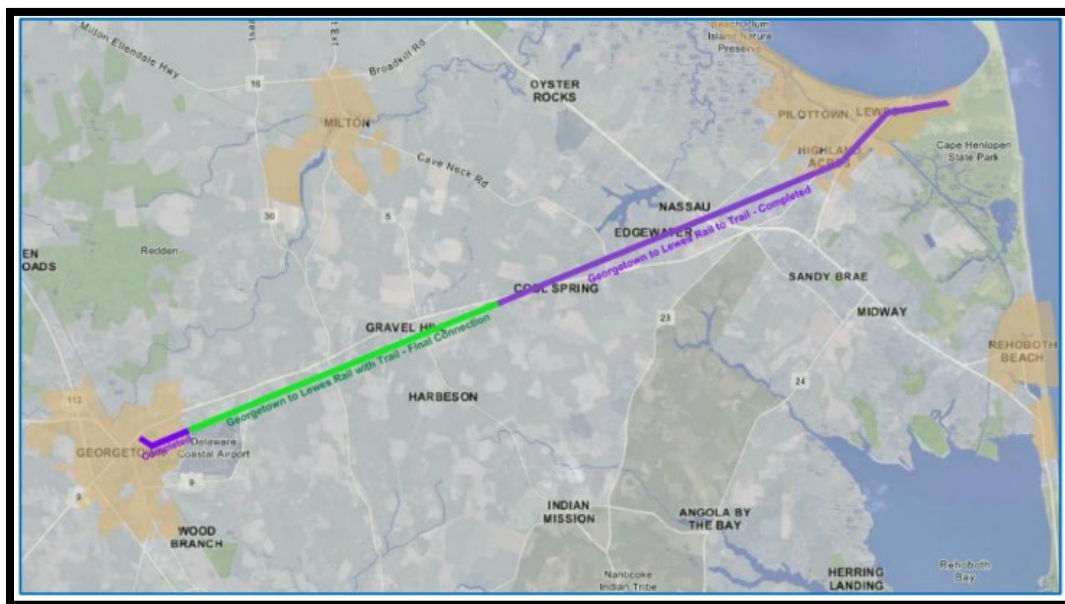 Beach Plum
Island Nature
Preserve
Milton Ellendale Hwy
Broadkill Rd
16
OYSTER
ROCKS
MILTON
PILOTTOWN
LEWES
HIGHLAND
ACRES
Cape Henlopen
State Park
Cave Neck Rd
30
5
NASSAU
EDGEWATER
Georgetown to Lewes Rail to Trail - Completed
Redden
EN
OADS
SANDY BRAE
COOL SPRING
MIDWAY
23
GRAVEL HILL
REHOBOTH
BEACH
Georgetown to Lewes Rail with Trail - Final Connection
24
HARBESON
113
GEORGETOWN
Completed
Delaware
Coastal Airport
9
9
WOOD
BRANCH
INDIAN
MISSION
ANGOLA BY
THE BAY
Nanticoke
Indian Tribe
HERRING
LANDING
Rehoboth
Bay